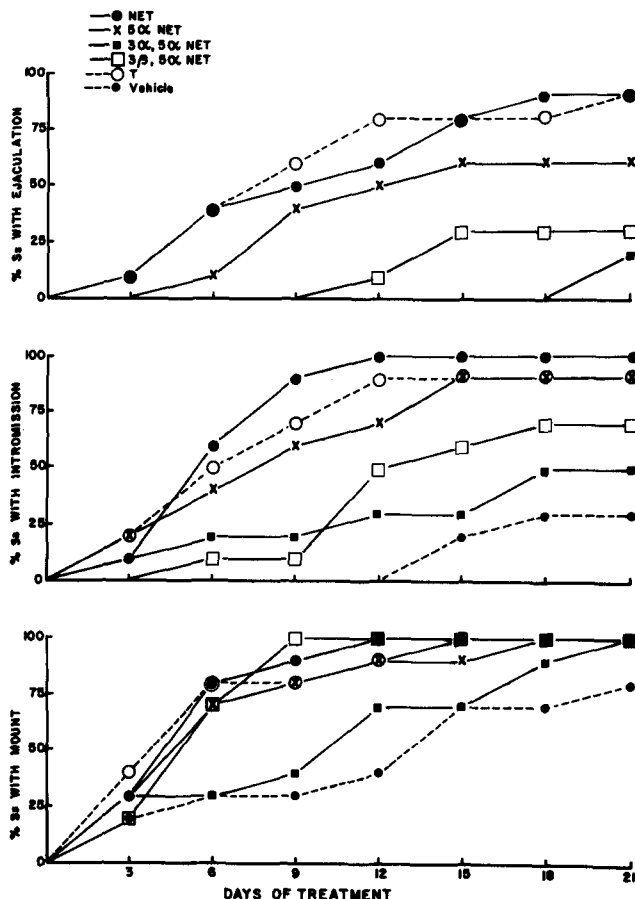 NET
5α NET
3α, 5α NET
3β, 5α NET
T
Vehicle
100
75
50
25
0
% Ss WITH EJACULATION
100
75
50
25
0
% Ss WITH INTROMISSION
100
75
50
25
0
% Ss WITH MOUNT
3 6 9 12 15 18 21
DAYS OF TREATMENT